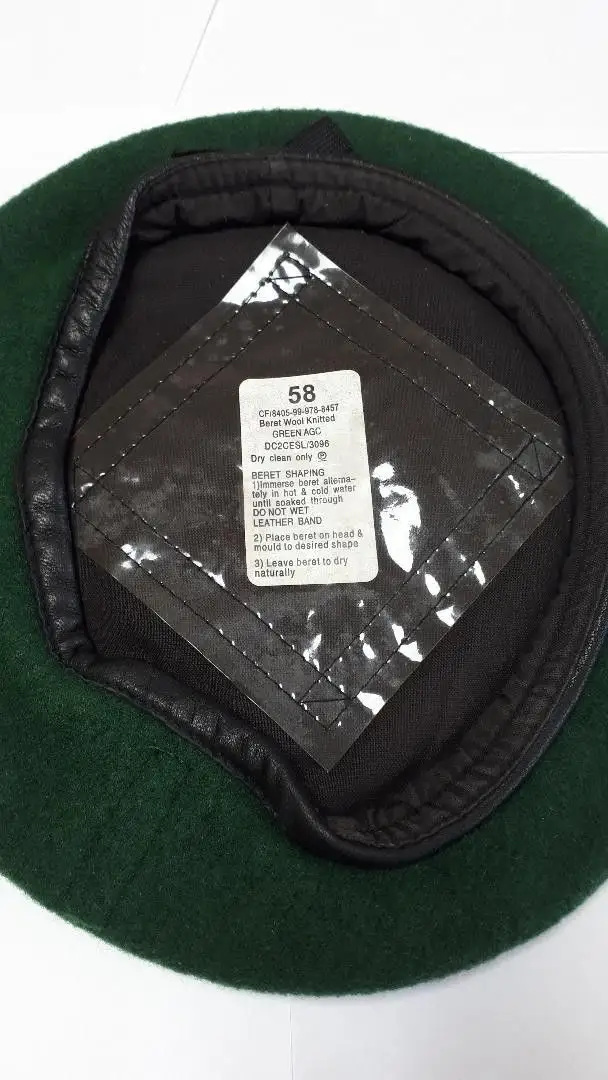 58
CF/8405-99-978-8457
Beret Wool Knitted
GREEN AGC
DC2CESL/3096
Dry clean only Ⓟ
BERET SHAPING
1)Immerse beret alterna-
tely in hot & cold water
until soaked through
DO NOT WET
LEATHER BAND
2) Place beret on head &
mould to desired shape
3) Leave beret to dry
naturally